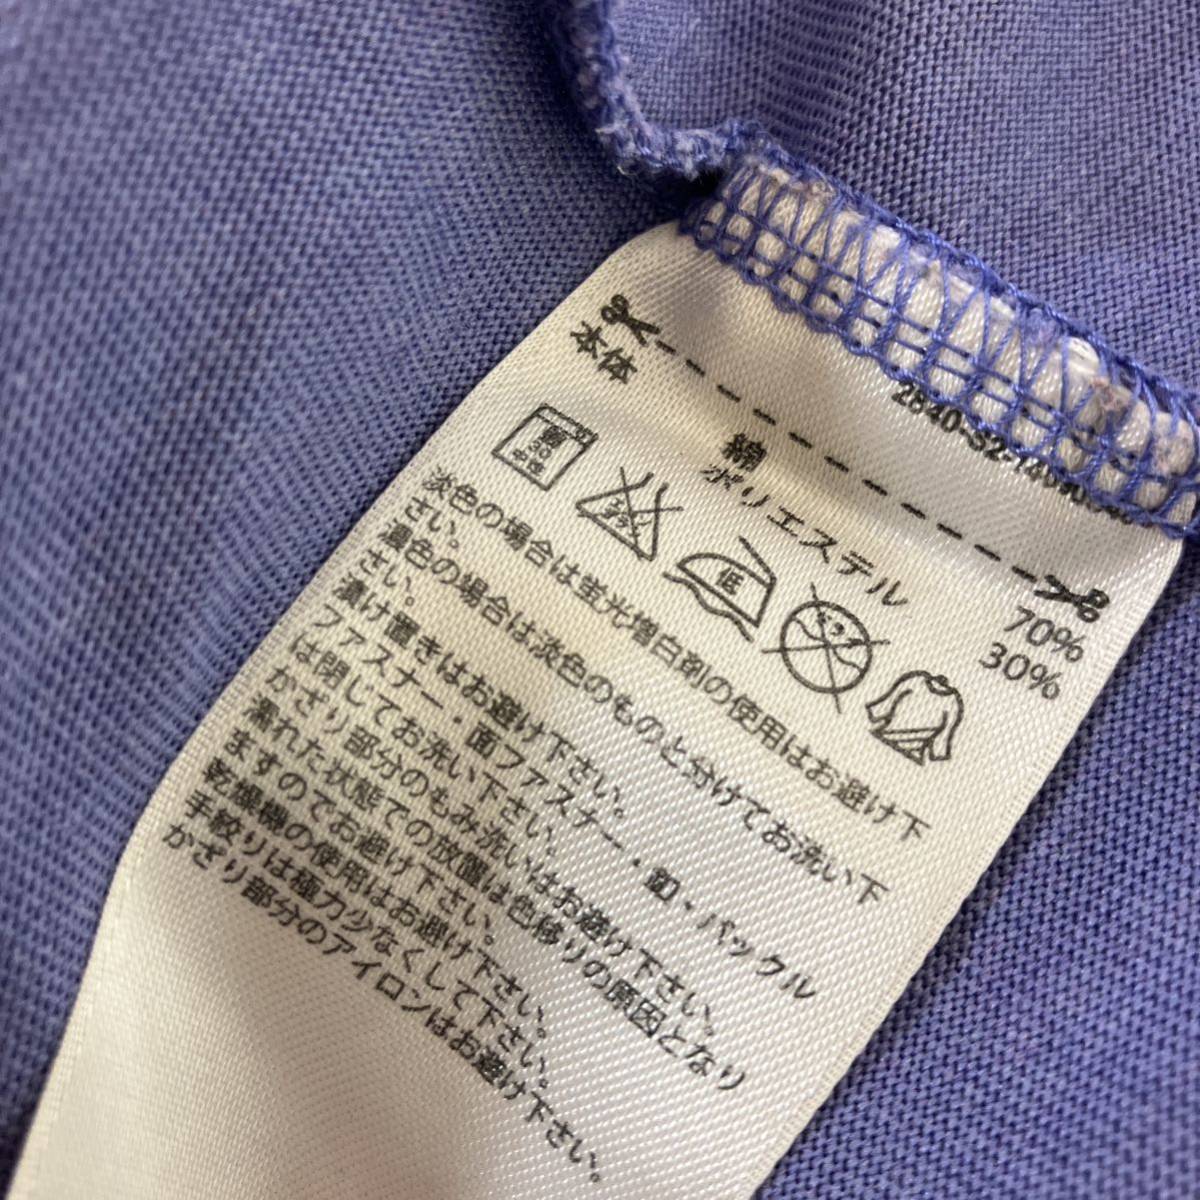 2840-S2-1409
本体
綿 70%
ポリエステル 30%
低
淡色の場合は蛍光増白剤の使用はお避け下
さい。
濃色の場合は淡色のものと分けてお洗い下
さい。
漬け置きはお避け下さい。
ファスナー・面ファスナー・釦・バックル
は閉じてお洗い下さい。
かざり部分のもみ洗いはお避け下さい。
濡れた状態での放置は色移りの原因となり
ますのでお避け下さい。
乾燥機の使用はお避け下さい。
手絞りは極力少なくして下さい。
かざり部分のアイロンはお避け下さい。